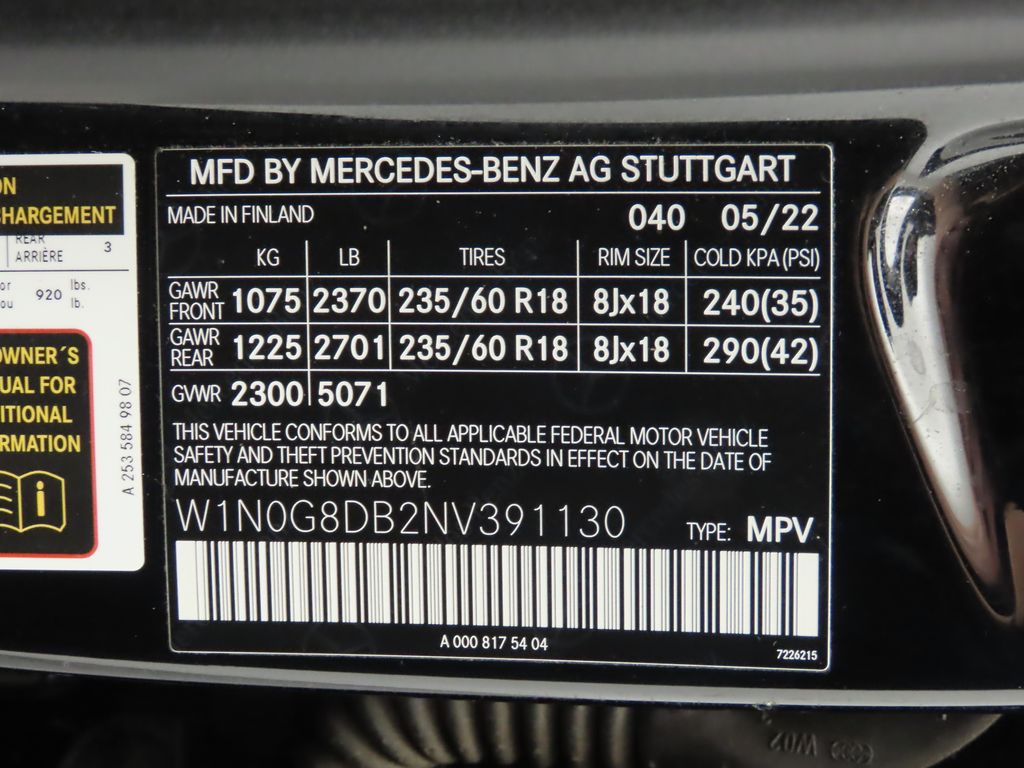 ON
CHARGEMENT
REAR
ARRIÈRE 3
or
ou 920 lbs.
lb.
OWNER´S
UAL FOR
ITIONAL
RMATION
A 253 584 98 07
MFD BY MERCEDES-BENZ AG STUTTGART
MADE IN FINLAND 040 05/22
KG LB TIRES RIM SIZE COLD KPA (PSI)
GAWR FRONT 1075 2370 235/60 R18 8Jx18 240(35)
GAWR REAR 1225 2701 235/60 R18 8Jx18 290(42)
GVWR 2300 5071
THIS VEHICLE CONFORMS TO ALL APPLICABLE FEDERAL MOTOR VEHICLE
SAFETY AND THEFT PREVENTION STANDARDS IN EFFECT ON THE DATE OF
MANUFACTURE SHOWN ABOVE.
W1N0G8DB2NV391130 TYPE: MPV
A 000 817 54 04
7226215